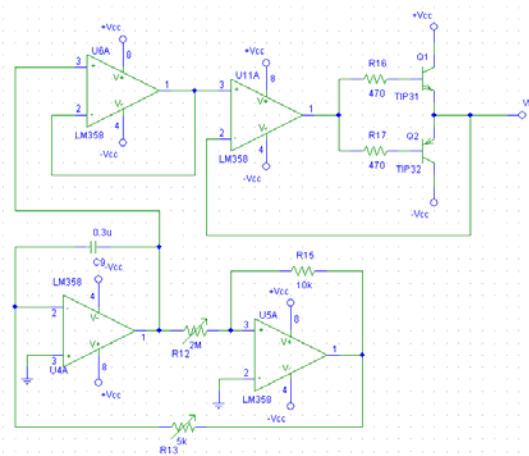 +Vcc
U6A
8
3
+
V+
1
2
-
V-
4
LM358
-Vcc
+Vcc
U11A
8
3
+
V+
1
2
-
V-
4
LM358
-Vcc
+Vcc
R16
Q1
470
TIP31
R17
Q2
470
TIP32
-Vcc
V
0.3u
C9
-Vcc
LM358
4
2
-
V-
1
3
+
V+
8
U4A
+Vcc
R12
2M
R15
10k
+Vcc
U5A
8
3
+
V+
1
2
-
V-
4
LM358
-Vcc
5k
R13